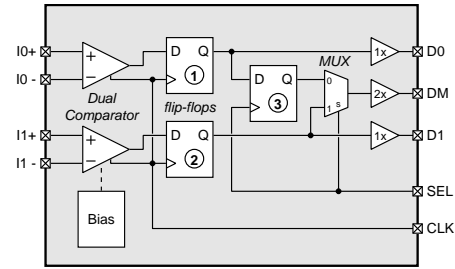 I0+
D Q
1x
D0
I0 -
1
MUX
0
2x
DM
Dual
Comparator
flip-flops
3
1 s
I1+
D Q
1x
D1
I1 -
2
SEL
Bias
CLK